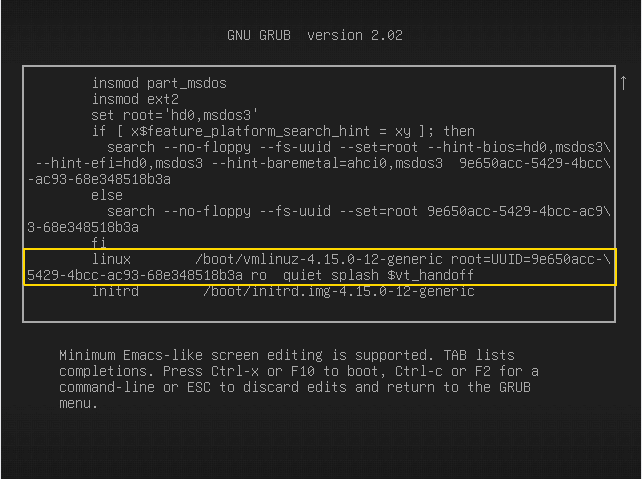 GNU GRUB  version 2.02
insmod part_msdos
insmod ext2
set root='hd0,msdos3'
if [ x$feature_platform_search_hint = xy ]; then
search --no-floppy --fs-uuid --set=root --hint-bios=hd0,msdos3\
--hint-efi=hd0,msdos3 --hint-baremetal=ahci0,msdos3  9e650acc-5429-4bcc\
-ac93-68e348518b3a
else
search --no-floppy --fs-uuid --set=root 9e650acc-5429-4bcc-ac9\
3-68e348518b3a
fi
linux        /boot/vmlinuz-4.15.0-12-generic root=UUID=9e650acc-\
5429-4bcc-ac93-68e348518b3a ro  quiet splash $vt_handoff
initrd        /boot/initrd.img-4.15.0-12-generic
Minimum Emacs-like screen editing is supported. TAB lists
completions. Press Ctrl-x or F10 to boot, Ctrl-c or F2 for a
command-line or ESC to discard edits and return to the GRUB
menu.